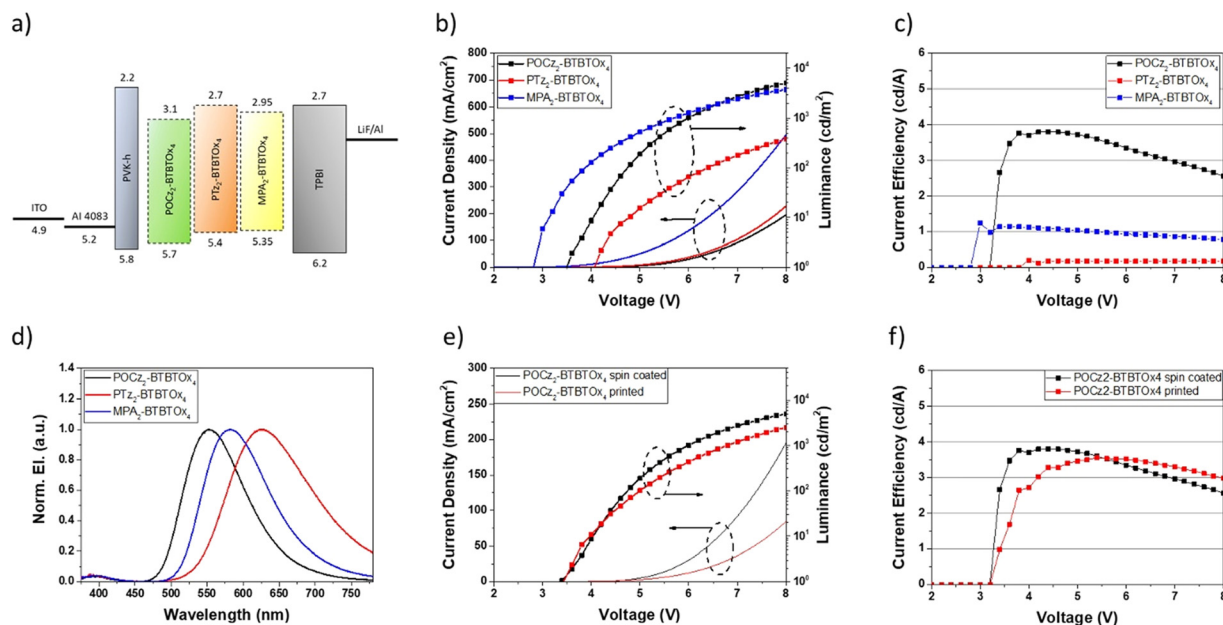 a)
2.2
3.1
2.7
2.95
2.7
LiF/Al
PVK-h
POCz2-BTBTOx4
PTz2-BTBTOx4
MPA2-BTBTOx4
TPBI
ITO
4.9
AI 4083
5.2
5.8
5.7
5.4
5.35
6.2
b)
POCz2-BTBTOx4
PTz2-BTBTOx4
MPA2-BTBTOx4
Current Density (mA/cm2)
800
700
600
500
400
300
200
100
0
Luminance (cd/m2)
10^4
10^3
10^2
10^1
10^0
2 3 4 5 6 7 8
Voltage (V)
c)
POCz2-BTBTOx4
PTz2-BTBTOx4
MPA2-BTBTOx4
Current Efficiency (cd/A)
6
5
4
3
2
1
0
2 3 4 5 6 7 8
Voltage (V)
d)
POCz2-BTBTOx4
PTz2-BTBTOx4
MPA2-BTBTOx4
Norm. El. (a.u.)
1.4
1.2
1.0
0.8
0.6
0.4
0.2
0.0
400 450 500 550 600 650 700 750
Wavelength (nm)
e)
POCz2-BTBTOx4 spin coated
POCz2-BTBTOx4 printed
Current Density (mA/cm2)
300
250
200
150
100
50
0
Luminance (cd/m2)
10^4
10^3
10^2
10^1
10^0
2 3 4 5 6 7 8
Voltage (V)
f)
POCz2-BTBTOx4 spin coated
POCz2-BTBTOx4 printed
Current Efficiency (cd/A)
6
5
4
3
2
1
0
2 3 4 5 6 7 8
Voltage (V)